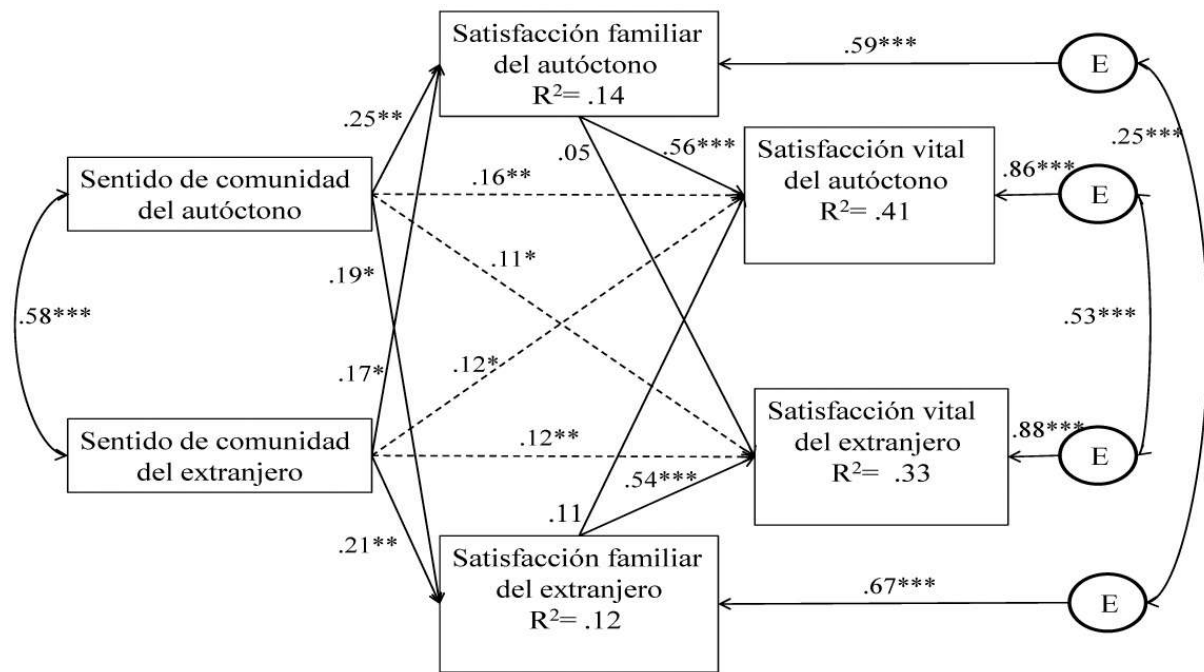 Satisfacción familiar
del autóctono
R²= .14
.59***
E
.25**
.56***
.05
.25***
Sentido de comunidad
del autóctono
.16**
Satisfacción vital
del autóctono
R²= .41
.86***
E
.19*
.11*
.58***
.53***
.17*
.12*
Sentido de comunidad
del extranjero
.12**
Satisfacción vital
del extranjero
R²= .33
.88***
E
.54***
.11
.21**
Satisfacción familiar
del extranjero
R²= .12
.67***
E